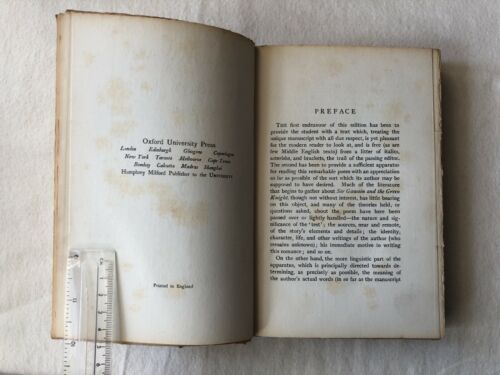 Oxford University Press
London Edinburgh Glasgow Copenhagen
New York Toronto Melbourne Cape Town
Bombay Calcutta Madras Shanghai
Humphrey Milford Publisher to the UNIVERSITY
Printed in England
PREFACE
THE first endeavour of this edition has been to
provide the student with a text which, treating the
unique manuscript with all due respect, is yet pleasant
for the modern reader to look at, and is free (as are
few Middle English texts) from a litter of italics,
asterisks, and brackets, the trail of the passing editor.
The second has been to provide a sufficient apparatus
for reading this remarkable poem with an appreciation
as far as possible of the sort which its author may be
supposed to have desired. Much of the literature
that begins to gather about Sir Gawain and the Green
Knight, though not without interest, has little bearing
on this object, and many of the theories held, or
questions asked, about the poem have here been
passed over or lightly handled—the nature and sig-
nificance of the 'test'; the sources, near and remote,
of the story's elements and details; the identity,
character, life, and other writings of the author (who
remains unknown); his immediate motive in writing
this romance; and so on.
On the other hand, the more linguistic part of the
apparatus, which is principally directed towards de-
termining, as precisely as possible, the meaning of
the author's actual words (in so far as the manuscript